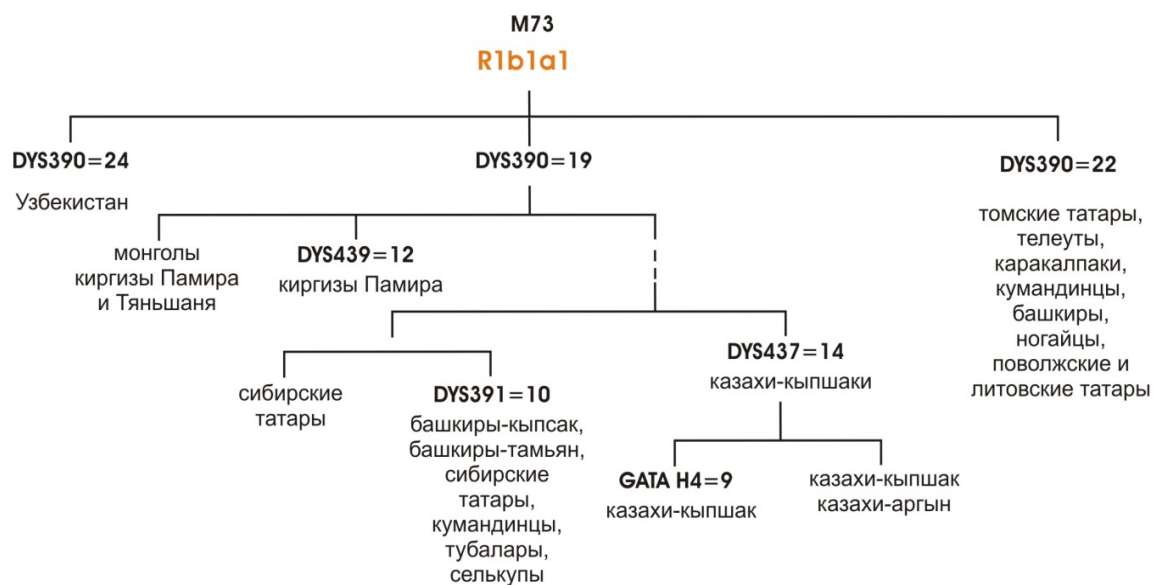 M73
R1b1a1
DYS390=24
Узбекистан
DYS390=19
монголы
киргизы Памира
и Тяньшаня
DYS439=12
киргизы Памира
сибирские
татары
DYS391=10
башкиры-кыпсак,
башкиры-тамьян,
сибирские
татары,
кумандинцы,
тубалары,
селькупы
DYS437=14
казахи-кыпшаки
GATA H4=9
казахи-кыпшак
казахи-кыпшак
казахи-аргын
DYS390=22
томские татары,
телеуты,
каракалпаки,
кумандинцы,
башкиры,
ногайцы,
поволжские и
литовские татары